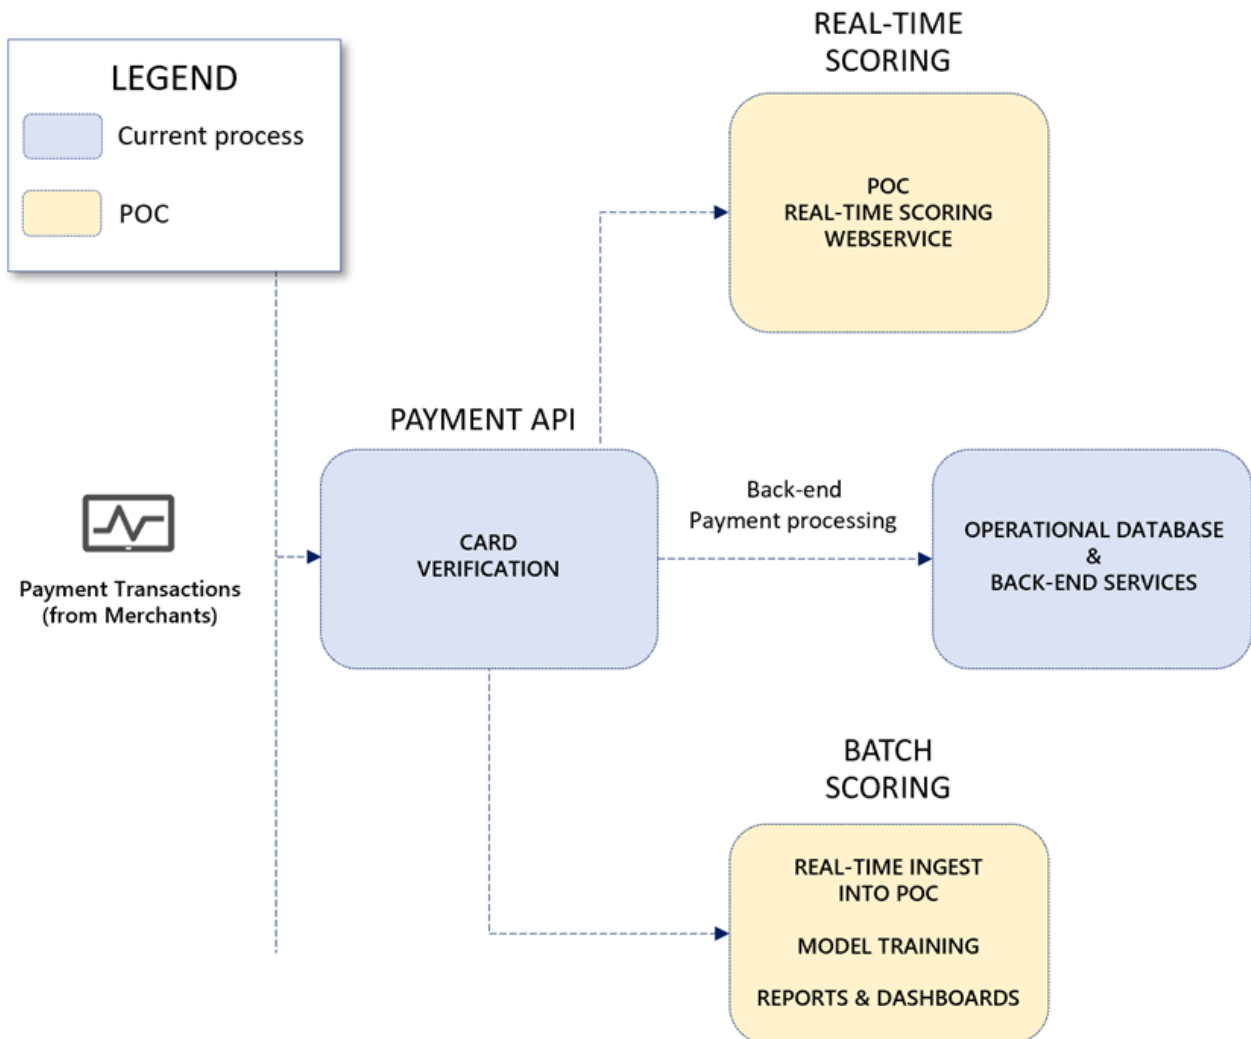 LEGEND
Current process
POC
REAL-TIME
SCORING
POC
REAL-TIME SCORING
WEBSERVICE
PAYMENT API
CARD
VERIFICATION
Back-end
Payment processing
OPERATIONAL DATABASE
&
BACK-END SERVICES
Payment Transactions
(from Merchants)
BATCH
SCORING
REAL-TIME INGEST
INTO POC
MODEL TRAINING
REPORTS & DASHBOARDS